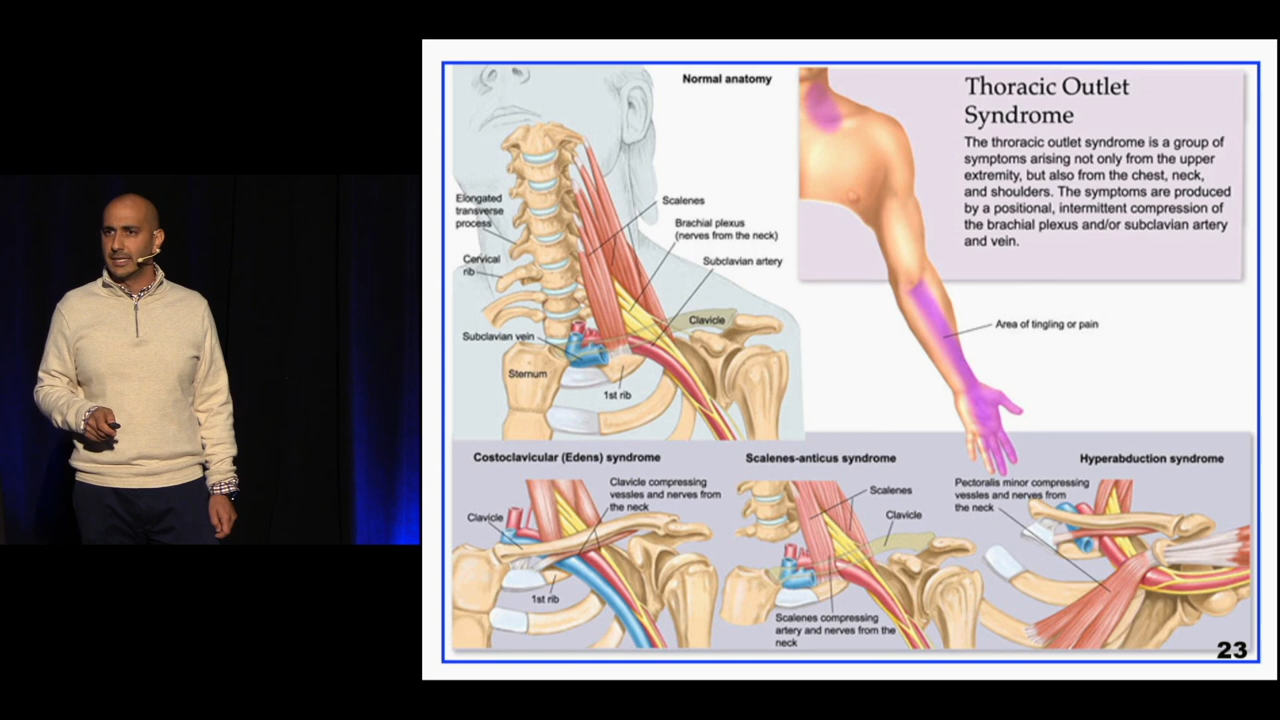 Normal anatomy
Elongated
transverse
process
Cervical
rib
Subclavian vein
Sternum
1st rib
Scalenes
Brachial plexus
(nerves from the neck)
Subclavian artery
Clavicle
Thoracic Outlet
Syndrome
The throracic outlet syndrome is a group of
symptoms arising not only from the upper
extremity, but also from the chest, neck,
and shoulders. The symptoms are produced
by a positional, intermittent compression of
the brachial plexus and/or subclavian artery
and vein.
Area of tingling or pain
Costoclavicular (Edens) syndrome
Clavicle compressing
vessles and nerves from
the neck
Clavicle
1st rib
Scalenes-anticus syndrome
Scalenes
Clavicle
Scalenes compressing
artery and nerves from the
neck
Hyperabduction syndrome
Pectoralis minor compressing
vessles and nerves from
the neck
23